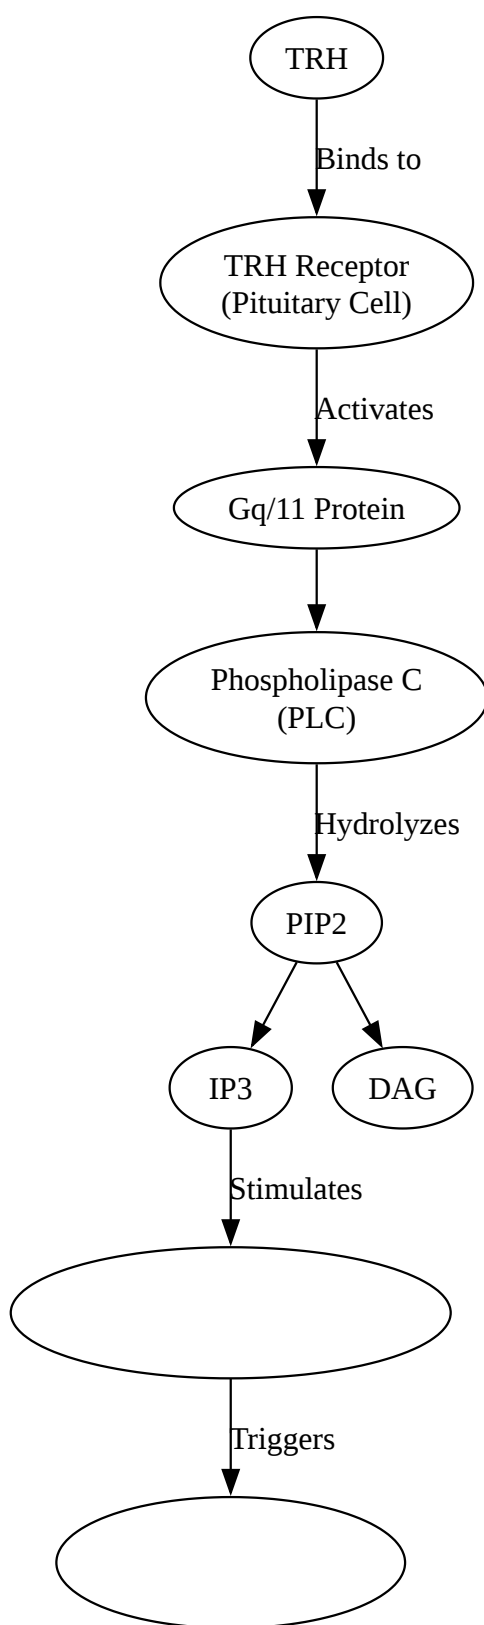 TRH
Binds to
TRH Receptor
(Pituitary Cell)
Activates
Gq/11 Protein
Phospholipase C
(PLC)
Hydrolyzes
PIP2
IP3
DAG
Stimulates
Triggers